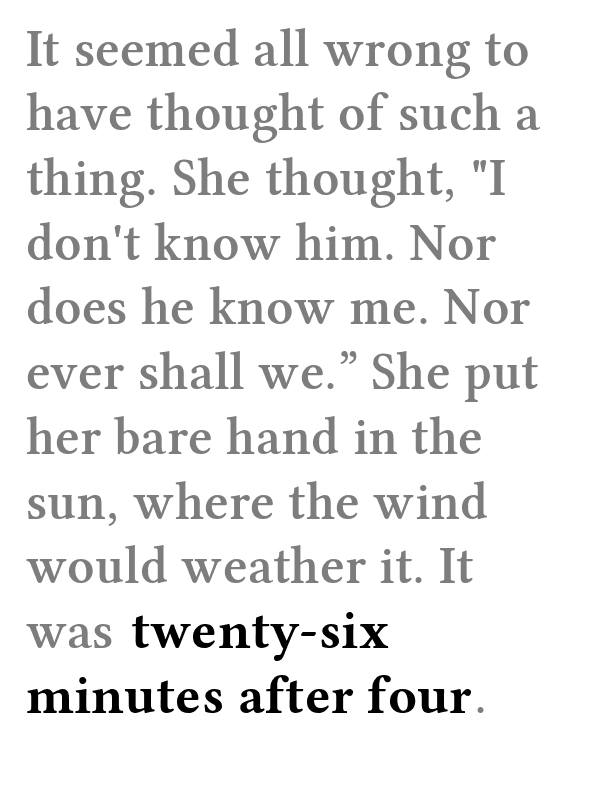 It seemed all wrong to
have thought of such a
thing. She thought, "I
don't know him. Nor
does he know me. Nor
ever shall we.” She put
her bare hand in the
sun, where the wind
would weather it. It
was twenty-six
minutes after four.